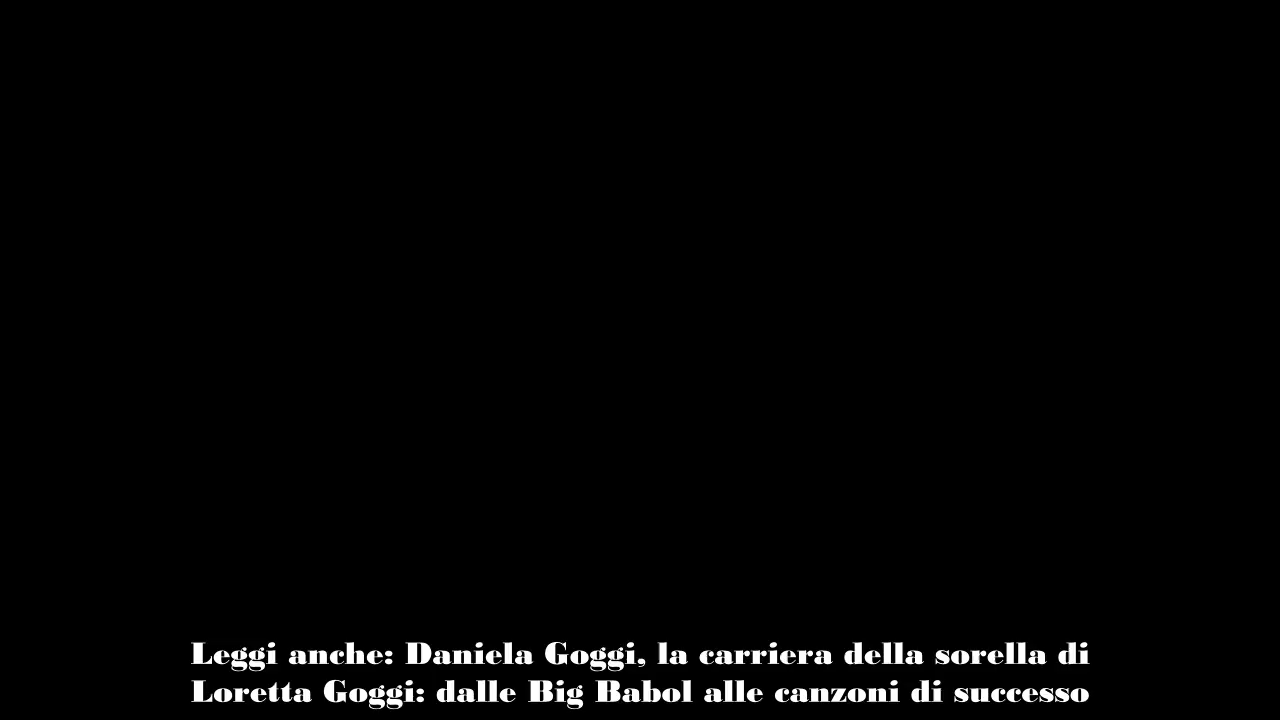 Leggi anche: Daniela Goggi, la carriera della sorella di
Loretta Goggi: dalle Big Babol alle canzoni di successo